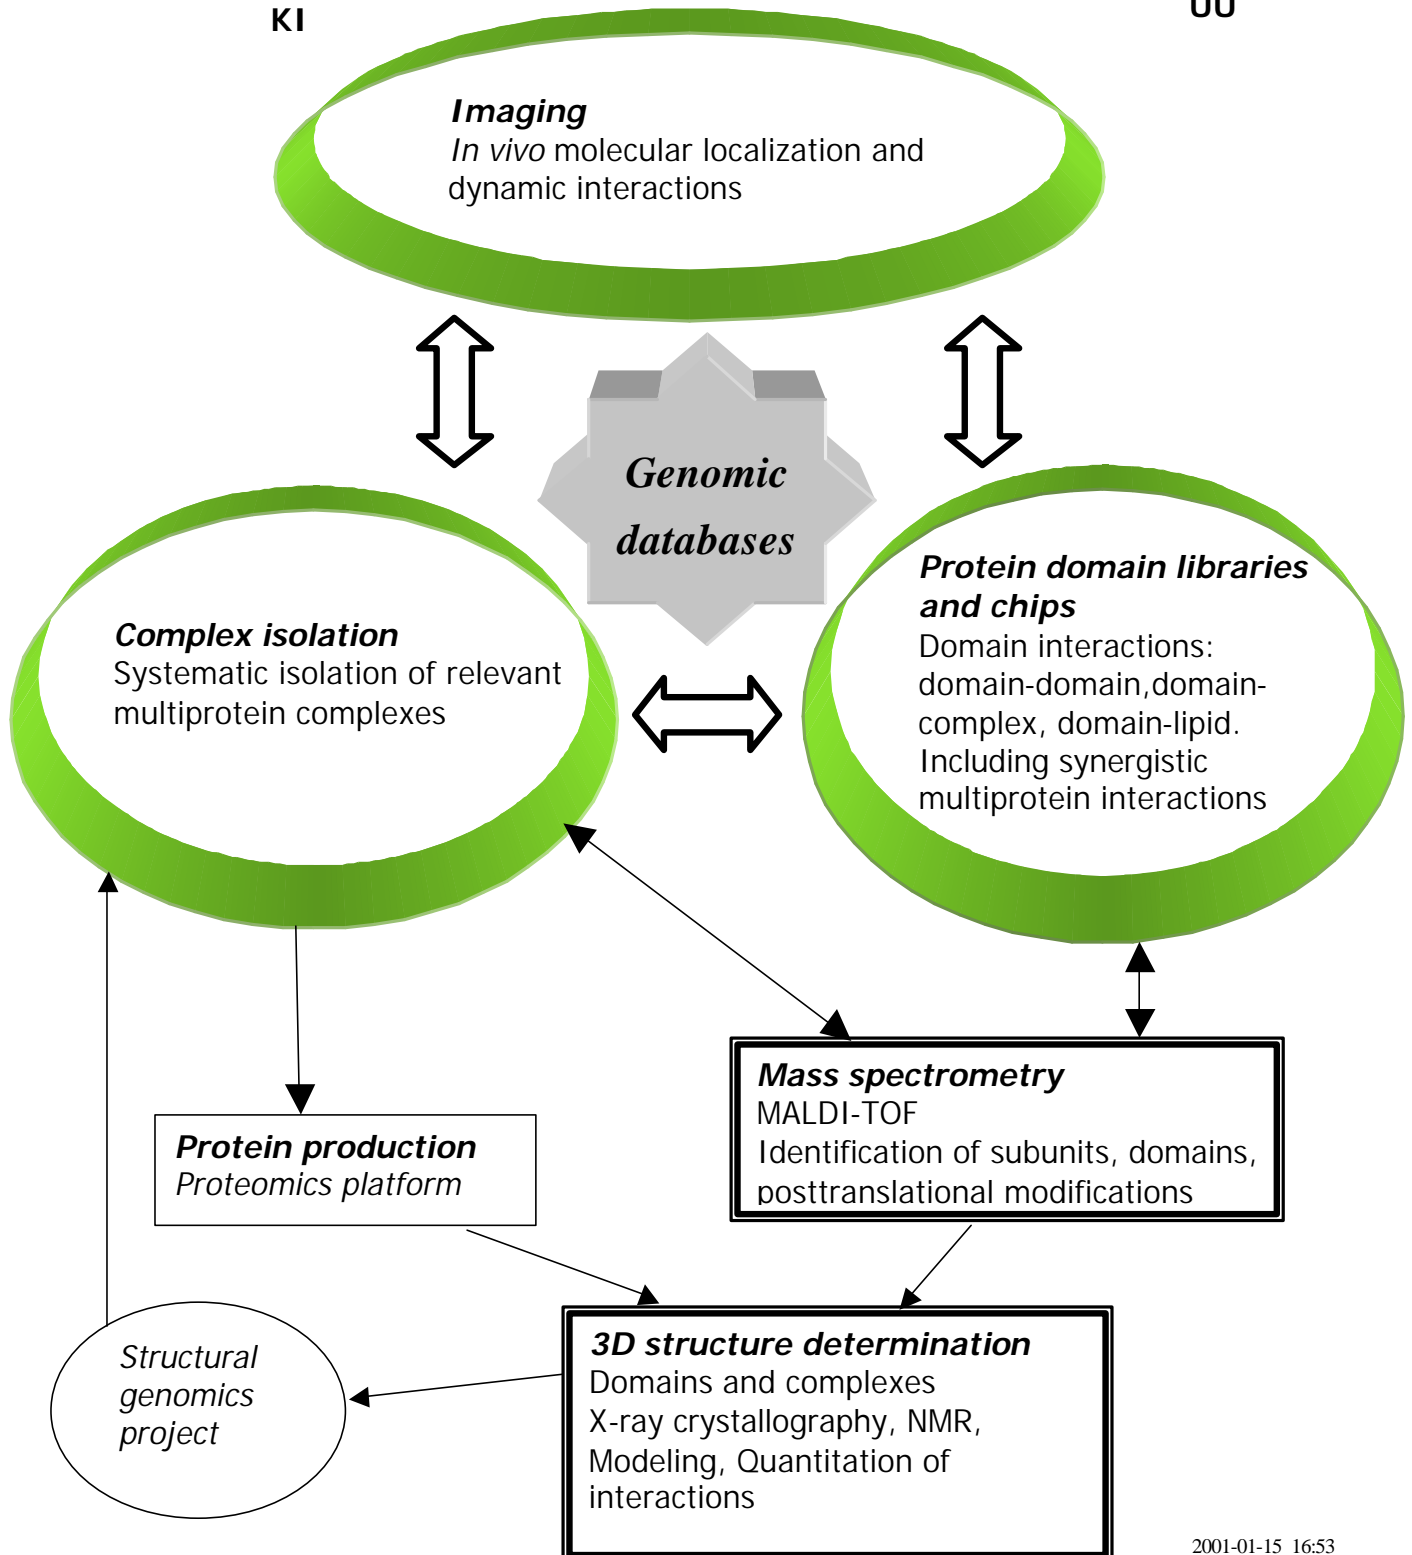 KI
UU
Imaging
In vivo molecular localization and
dynamic interactions
Genomic
databases
Complex isolation
Systematic isolation of relevant
multiprotein complexes
Protein domain libraries
and chips
Domain interactions:
domain-domain,domain-
complex, domain-lipid.
Including synergistic
multiprotein interactions
Mass spectrometry
MALDI-TOF
Identification of subunits, domains,
posttranslational modifications
Protein production
Proteomics platform
3D structure determination
Domains and complexes
X-ray crystallography, NMR,
Modeling, Quantitation of
interactions
Structural
genomics
project
2001-01-15 16:53